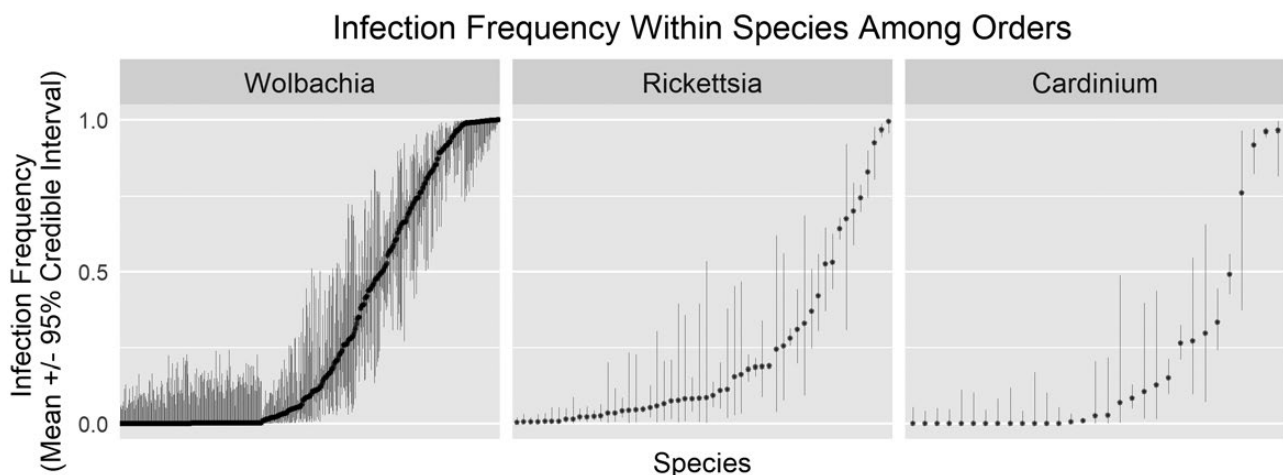 Infection Frequency Within Species Among Orders
Wolbachia
Rickettsia
Cardinium
Infection Frequency
(Mean +/- 95% Credible Interval)
1.0
0.5
0.0
Species